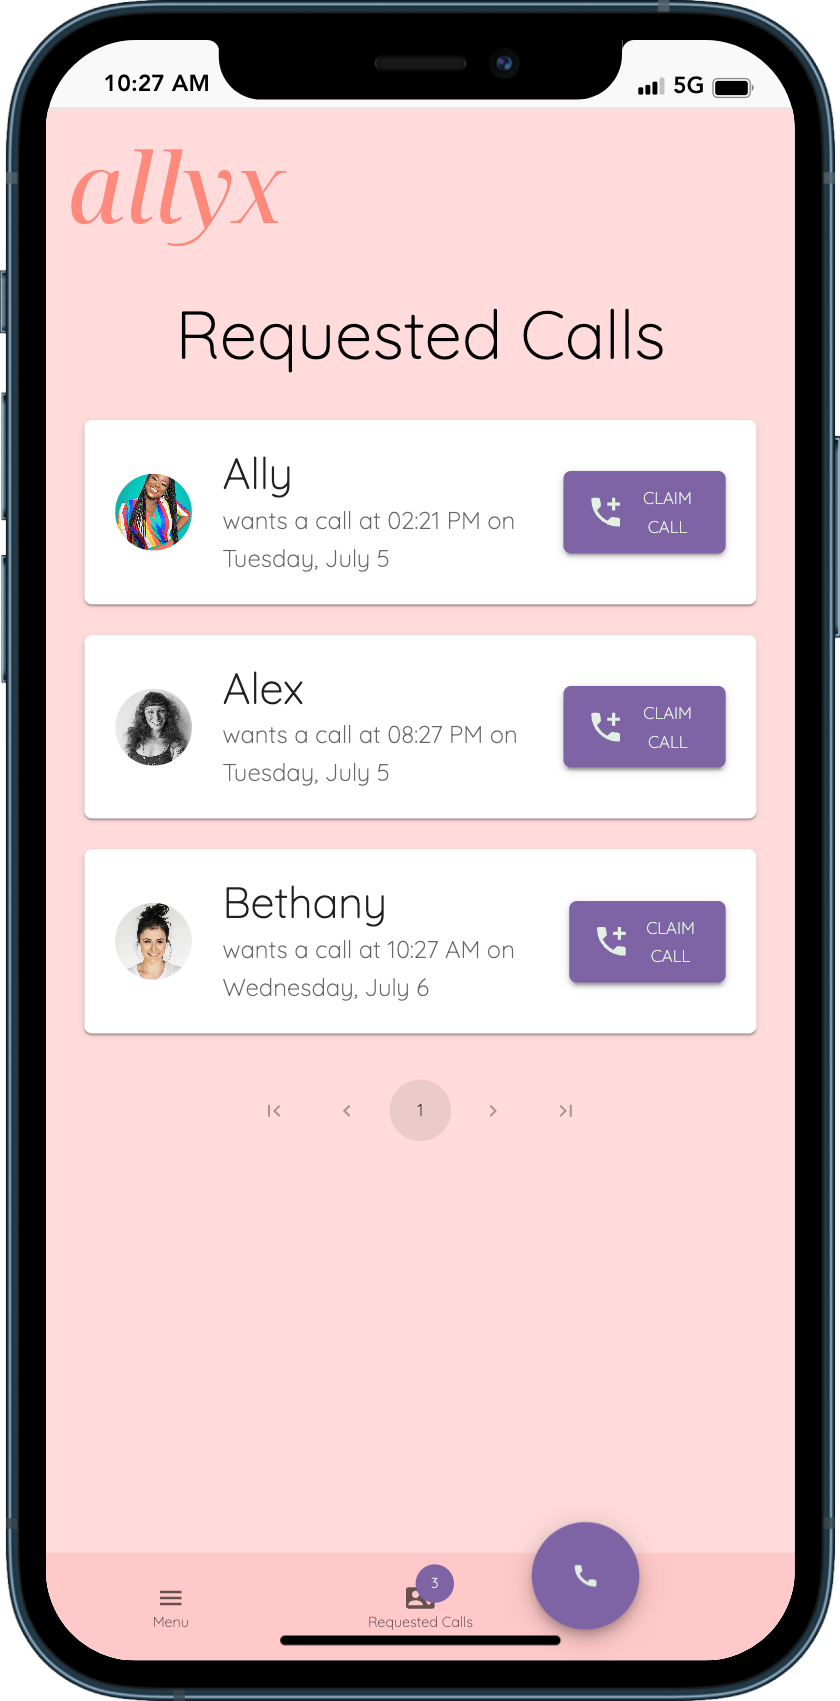 10:27 AM
5G
allyx
Requested Calls
Ally
wants a call at 02:21 PM on
Tuesday, July 5
CLAIM
CALL
Alex
wants a call at 08:27 PM on
Tuesday, July 5
CLAIM
CALL
Bethany
wants a call at 10:27 AM on
Wednesday, July 6
CLAIM
CALL
1
3
Menu
Requested Calls